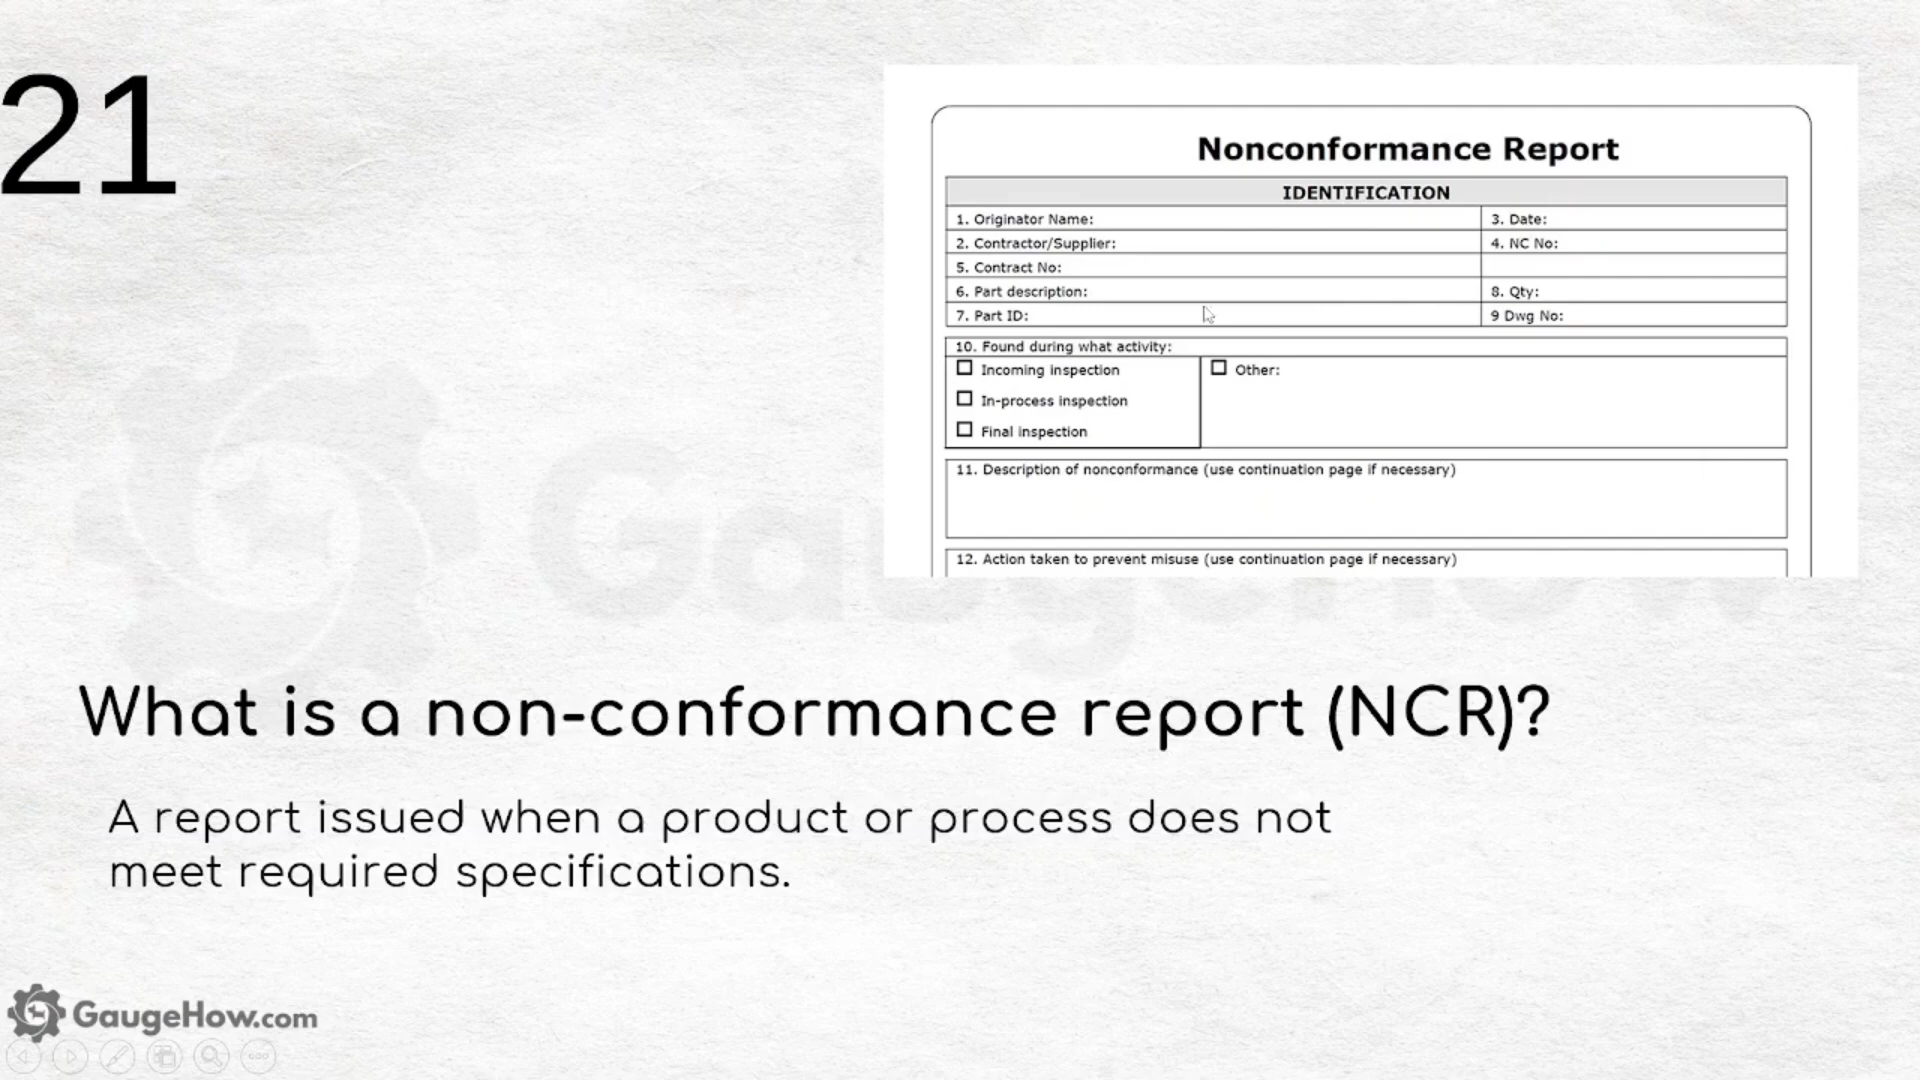 21
Nonconformance Report
IDENTIFICATION
1. Originator Name:
3. Date:
2. Contractor/Supplier:
4. NC No:
5. Contract No:
6. Part description:
8. Qty:
7. Part ID:
9 Dwg No:
10. Found during what activity:
Incoming inspection
Other:
In-process inspection
Final inspection
11. Description of nonconformance (use continuation page if necessary)
12. Action taken to prevent misuse (use continuation page if necessary)
GaugeHow
What is a non-conformance report (NCR)?
A report issued when a product or process does not
meet required specifications.
GaugeHow.com